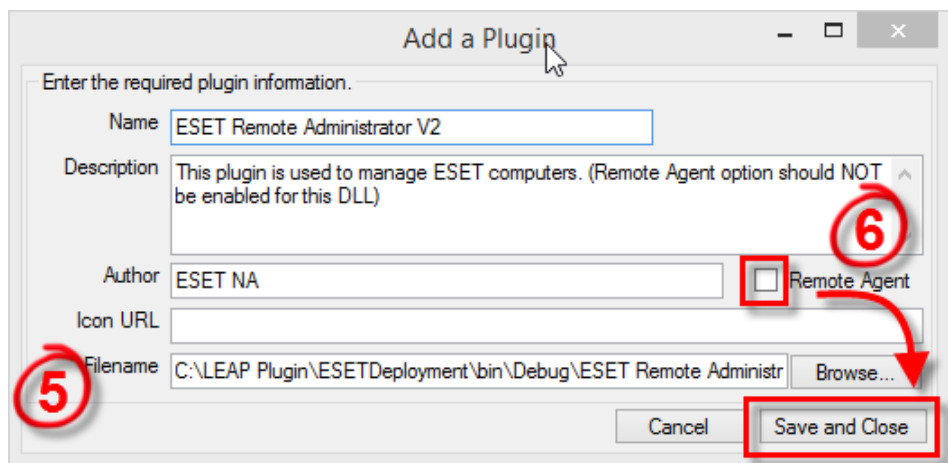 Add a Plugin
Enter the required plugin information.
Name ESET Remote Administrator V2
Description This plugin is used to manage ESET computers. (Remote Agent option should NOT
be enabled for this DLL)
6
Author ESET NA Remote Agent
Icon URL
5 Filename C:\LEAP Plugin\ESETDeployment\bin\Debug\ESET Remote Administr Browse...
Cancel Save and Close